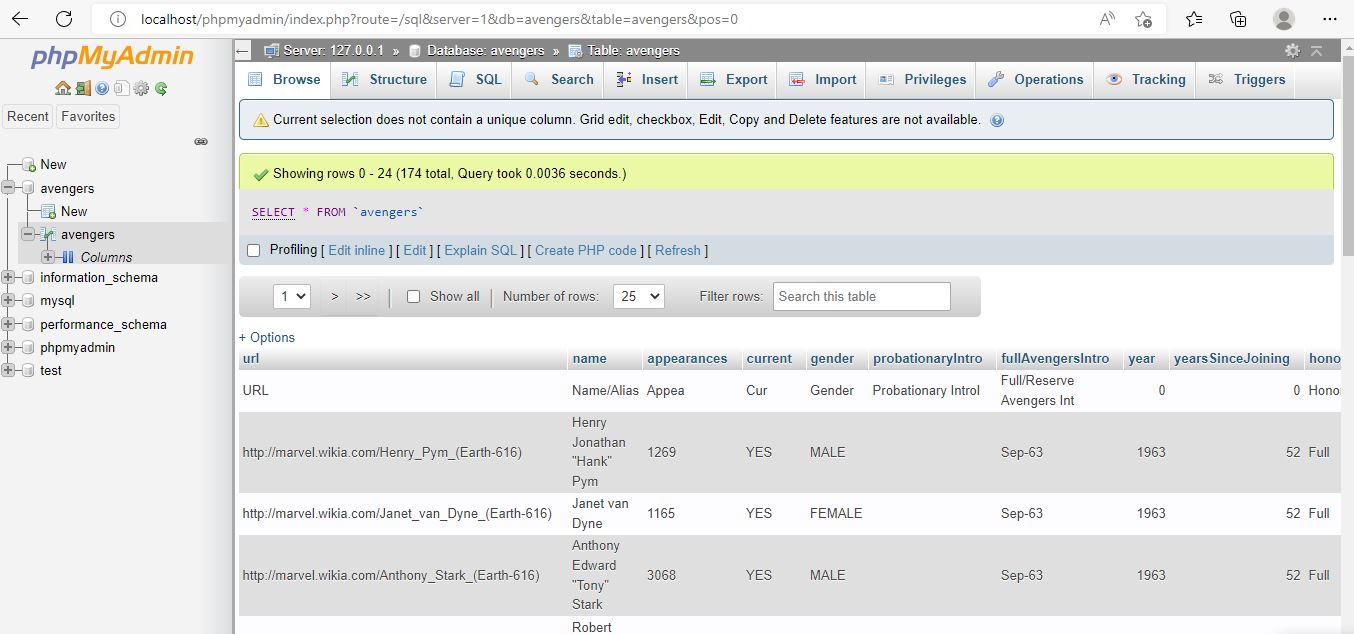 localhost/phpmyadmin/index.php?route=/sql&server=1&db=avengers&table=avengers&pos=0
phpMyAdmin
Recent Favorites
New
avengers
New
avengers
Columns
information_schema
mysql
performance_schema
phpmyadmin
test
Server: 127.0.0.1 » Database: avengers » Table: avengers
Browse Structure SQL Search Insert Export Import Privileges Operations Tracking Triggers
Current selection does not contain a unique column. Grid edit, checkbox, Edit, Copy and Delete features are not available.
Showing rows 0 - 24 (174 total, Query took 0.0036 seconds.)
SELECT * FROM `avengers`
Profiling [ Edit inline ] [ Edit ] [ Explain SQL ] [ Create PHP code ] [ Refresh ]
1 > >> Show all Number of rows: 25 Filter rows: Search this table
+ Options
url name appearances current gender probationaryIntro fullAvengersIntro year yearsSinceJoining hono
URL Name/Alias Appea Cur Gender Probationary Introl Full/Reserve 0 0 Hono
Avengers Int
Henry
Jonathan
"Hank"
Pym
http://marvel.wikia.com/Henry_Pym_(Earth-616) 1269 YES MALE Sep-63 1963 52 Full
Janet van
Dyne
http://marvel.wikia.com/Janet_van_Dyne_(Earth-616) 1165 YES FEMALE Sep-63 1963 52 Full
Anthony
Edward
"Tony"
Stark
http://marvel.wikia.com/Anthony_Stark_(Earth-616) 3068 YES MALE Sep-63 1963 52 Full
Robert